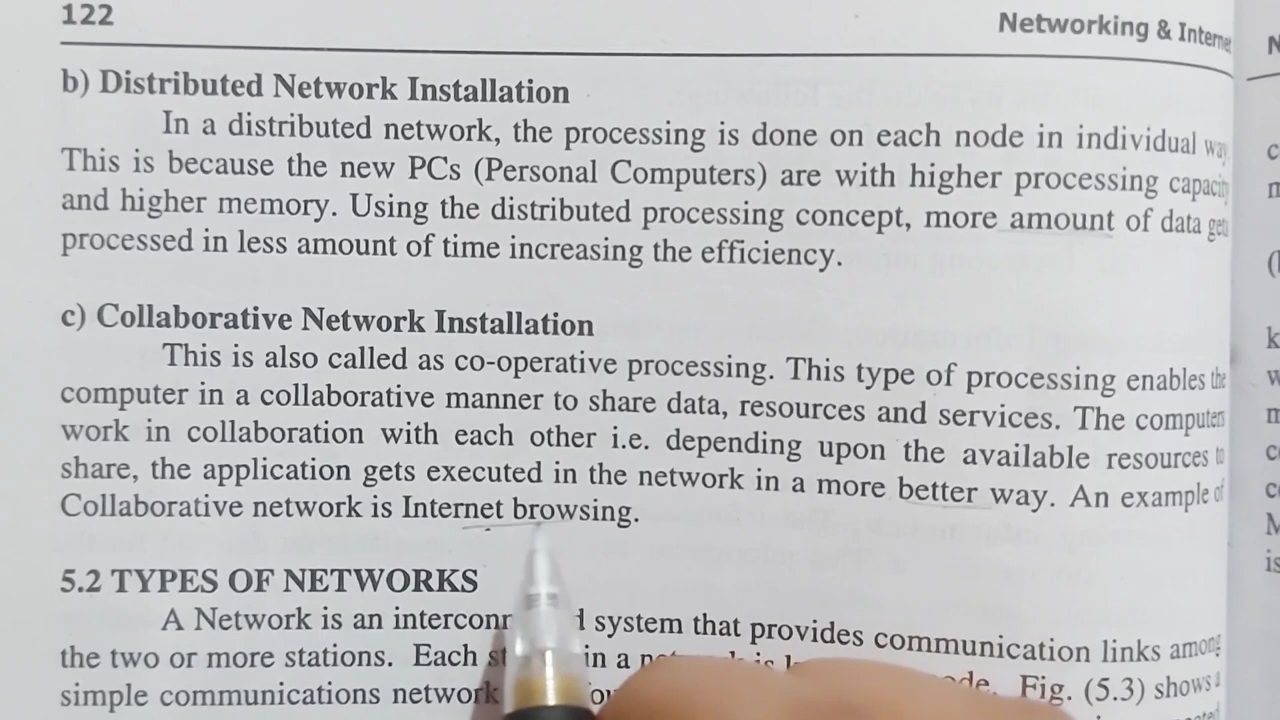 122
Networking & Internet
b) Distributed Network Installation
In a distributed network, the processing is done on each node in individual way
This is because the new PCs (Personal Computers) are with higher processing capacity
and higher memory. Using the distributed processing concept, more amount of data gets
processed in less amount of time increasing the efficiency.
c) Collaborative Network Installation
This is also called as co-operative processing. This type of processing enables the
computer in a collaborative manner to share data, resources and services. The computers
work in collaboration with each other i.e. depending upon the available resources to
share, the application gets executed in the network in a more better way. An example of
Collaborative network is Internet browsing.
5.2 TYPES OF NETWORKS
A Network is an system that provides communication links among
the two or more stations. Each in a is
simple communications network Fig. (5.3) shows a